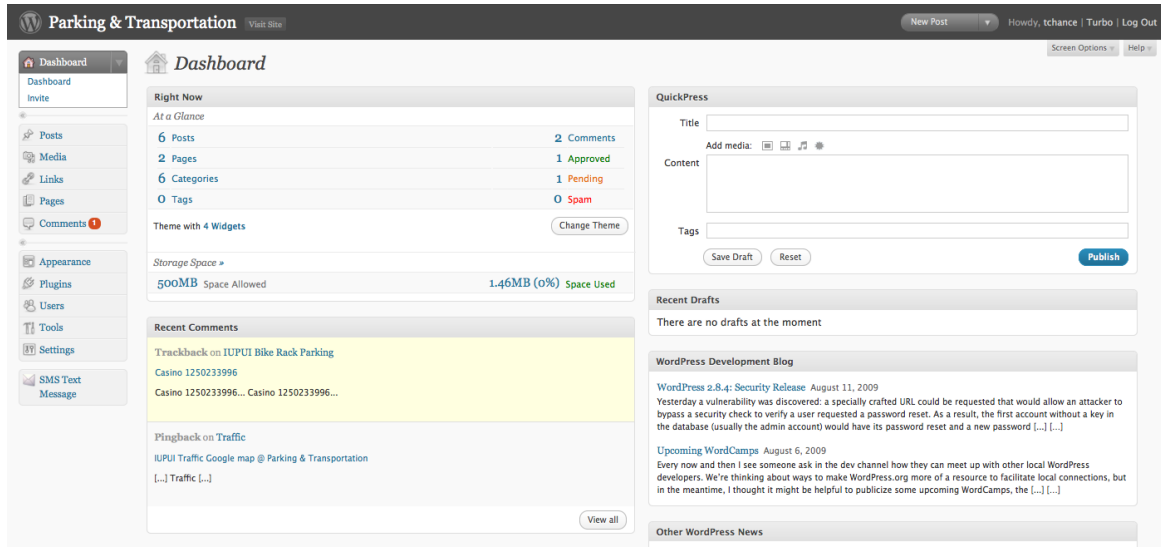 Parking & Transportation Visit Site
New Post
Howdy, tchance | Turbo | Log Out
Screen Options
Help
Dashboard
Dashboard
Invite
Posts
Media
Links
Pages
Comments 1
Appearance
Plugins
Users
Tools
Settings
SMS Text
Message
Dashboard
Right Now
At a Glance
6 Posts 2 Comments
2 Pages 1 Approved
6 Categories 1 Pending
0 Tags 0 Spam
Theme with 4 Widgets Change Theme
Storage Space »
500MB Space Allowed 1.46MB (0%) Space Used
Recent Comments
Trackback on IUPUI Bike Rack Parking
Casino 1250233996
Casino 1250233996... Casino 1250233996...
Pingback on Traffic
IUPUI Traffic Google map @ Parking & Transportation
[...] Traffic [...]
View all
QuickPress
Title
Add media:
Content
Tags
Save Draft Reset Publish
Recent Drafts
There are no drafts at the moment
WordPress Development Blog
WordPress 2.8.4: Security Release August 11, 2009
Yesterday a vulnerability was discovered: a specially crafted URL could be requested that would allow an attacker to
bypass a security check to verify a user requested a password reset. As a result, the first account without a key in
the database (usually the admin account) would have its password reset and a new password [...] [...]
Upcoming WordCamps August 6, 2009
Every now and then I see someone ask in the dev channel how they can meet up with other local WordPress
developers. We're thinking about ways to make WordPress.org more of a resource to facilitate local connections, but
in the meantime, I thought it might be helpful to publicize some upcoming WordCamps, the [...] [...]
Other WordPress News